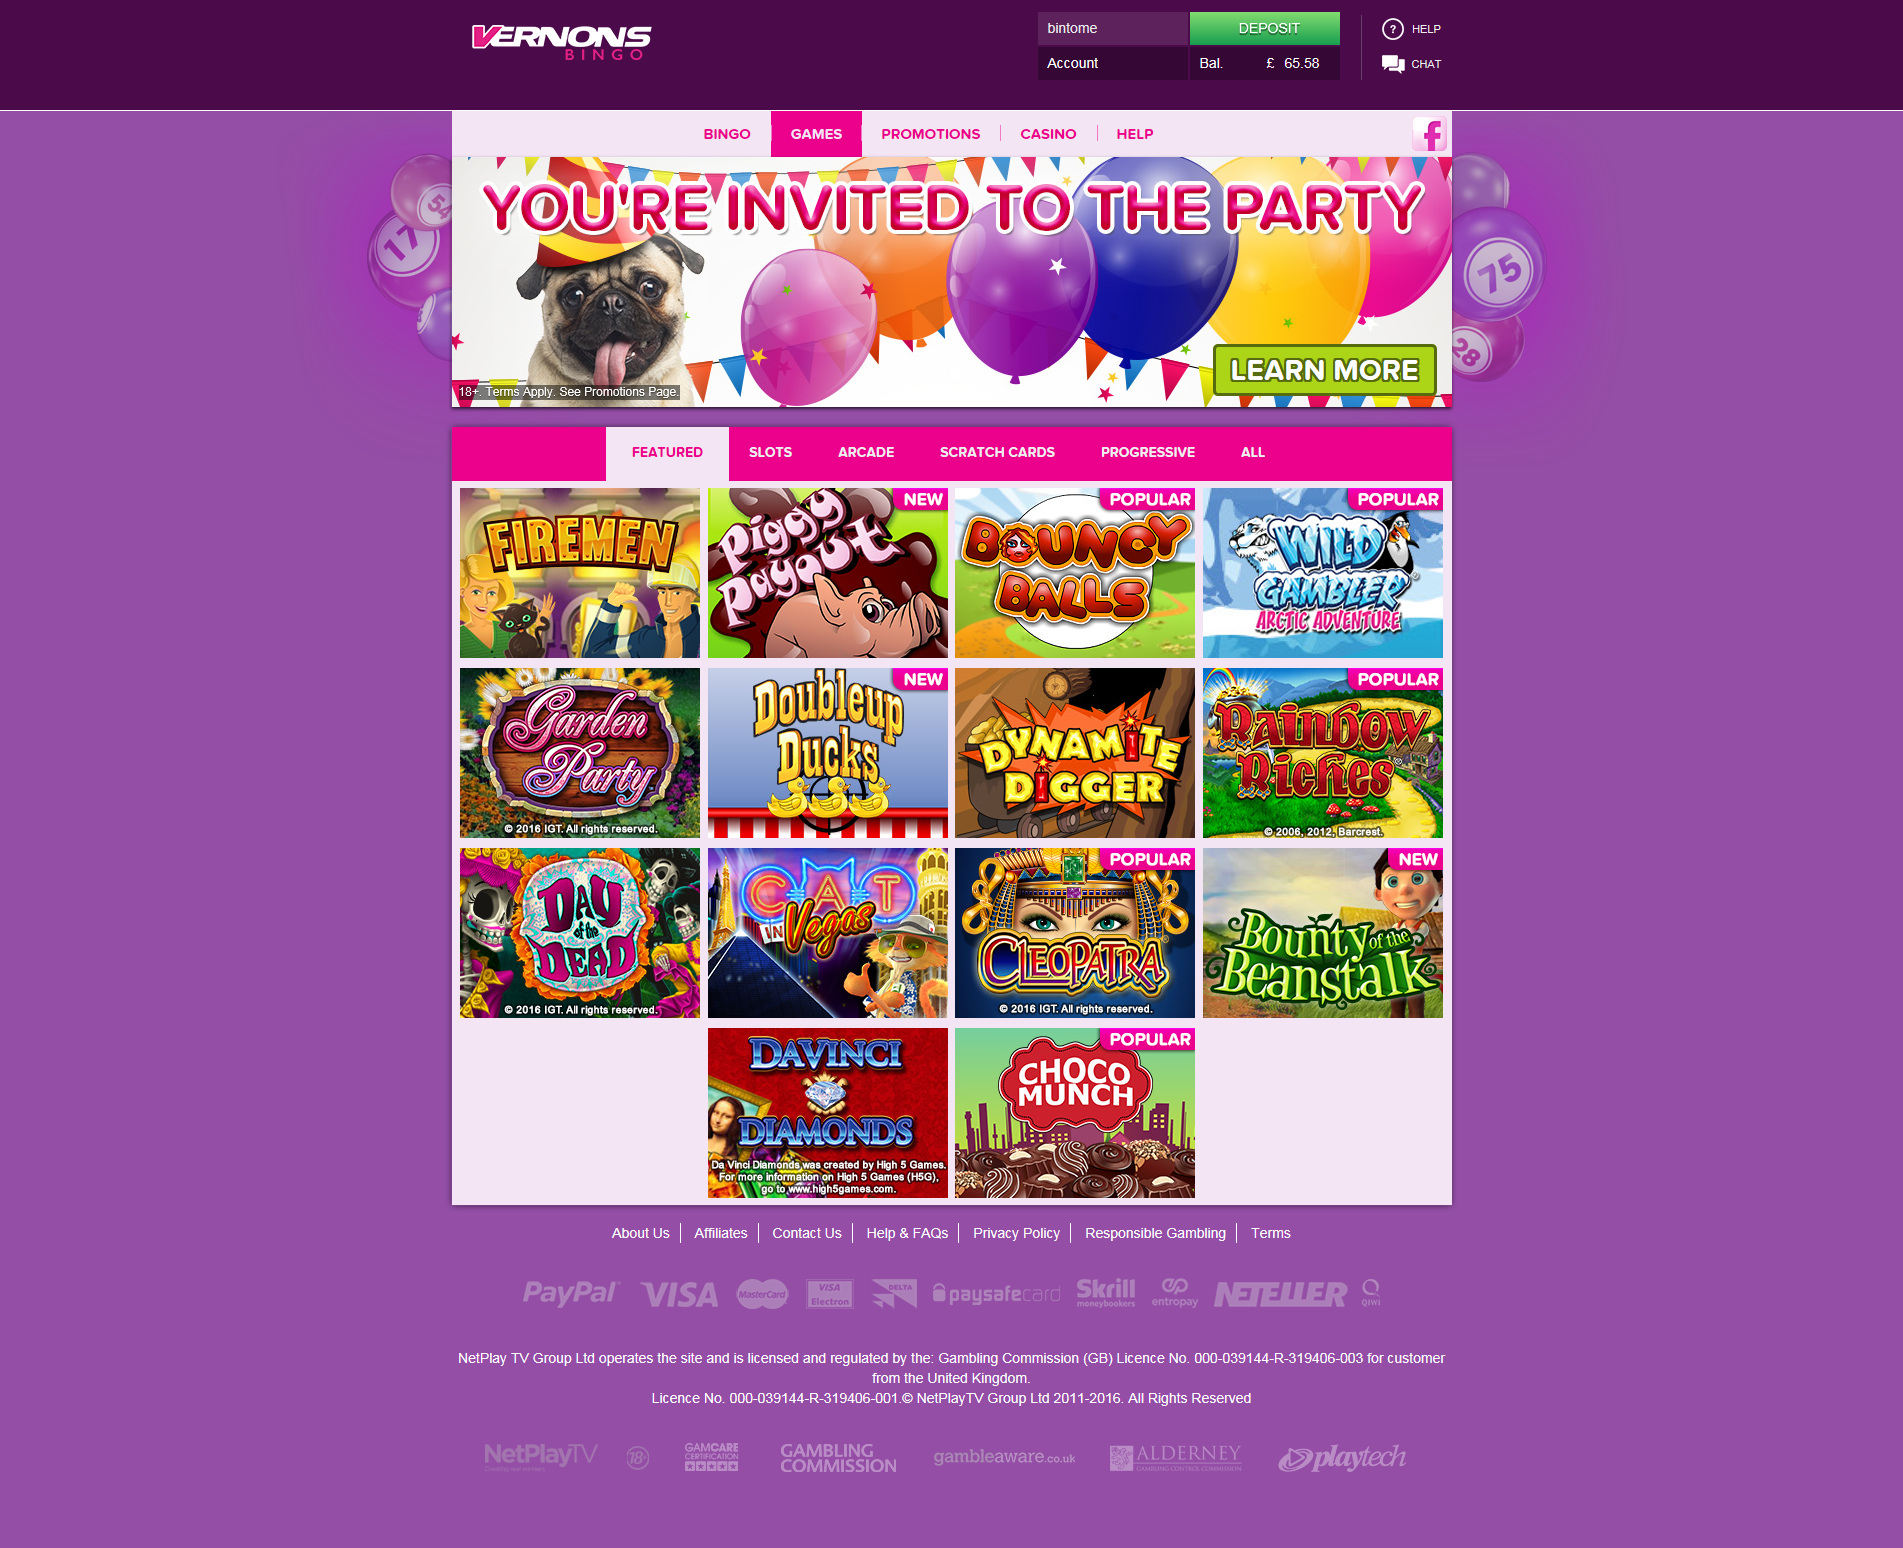 VERNONS
BINGO
bintome
DEPOSIT
Account
Bal. £ 65.58
? HELP
CHAT
BINGO
GAMES
PROMOTIONS
CASINO
HELP
f
YOU'RE INVITED TO THE PARTY
54
17
75
28
18+. Terms Apply. See Promotions Page.
LEARN MORE
FEATURED
SLOTS
ARCADE
SCRATCH CARDS
PROGRESSIVE
ALL
FIREMEN
NEW
Piggy
Payout
POPULAR
BOUNCY
BALLS
POPULAR
WILD
GAMBLER
ARCTIC ADVENTURE
Garden
Party
© 2016 IGT. All rights reserved.
NEW
Doubleup
Ducks
DYNAMITE
DIGGER
POPULAR
Rainbow
Riches
© 2006, 2012, Barcrest.
DAY
of the
DEAD
© 2016 IGT. All rights reserved.
CAT
IN Vegas
POPULAR
CLEOPATRA
© 2016 IGT. All rights reserved.
NEW
Bounty of the
Beanstalk
DAVINCI
DIAMONDS
Da Vinci Diamonds was created by High 5 Games.
For more information on High 5 Games (H5G),
go to www.high5games.com.
POPULAR
CHOCO
MUNCH
About Us
Affiliates
Contact Us
Help & FAQs
Privacy Policy
Responsible Gambling
Terms
PayPal
VISA
MasterCard
VISA
Electron
DELTA
paysafecard
Skrill
moneybookers
entropay
NETELLER
QIWI
NetPlay TV Group Ltd operates the site and is licensed and regulated by the: Gambling Commission (GB) Licence No. 000-039144-R-319406-003 for customer
from the United Kingdom.
Licence No. 000-039144-R-319406-001.© NetPlayTV Group Ltd 2011-2016. All Rights Reserved
NetPlayTV
18+
GAMCARE
CERTIFICATION
GAMBLING
COMMISSION
gambleaware.co.uk
ALDERNEY
GAMBLING CONTROL COMMISSION
playtech